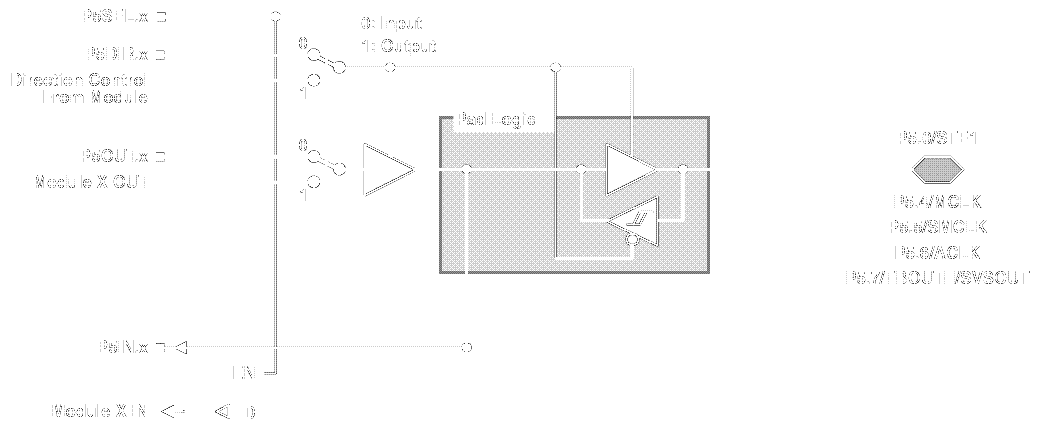 P5SEL.x
0: Input
1: Output
0
P5DIR.x
Direction Control
From Module
1
Pad Logic
P5.0/STE1
0
P5OUT.x
Module X OUT
1
P5.4/MCLK
P5.5/SMCLK
P5.6/ACLK
P5.7/TBOUTH/SVSOUT
P5IN.x
EN
Module X IN
D